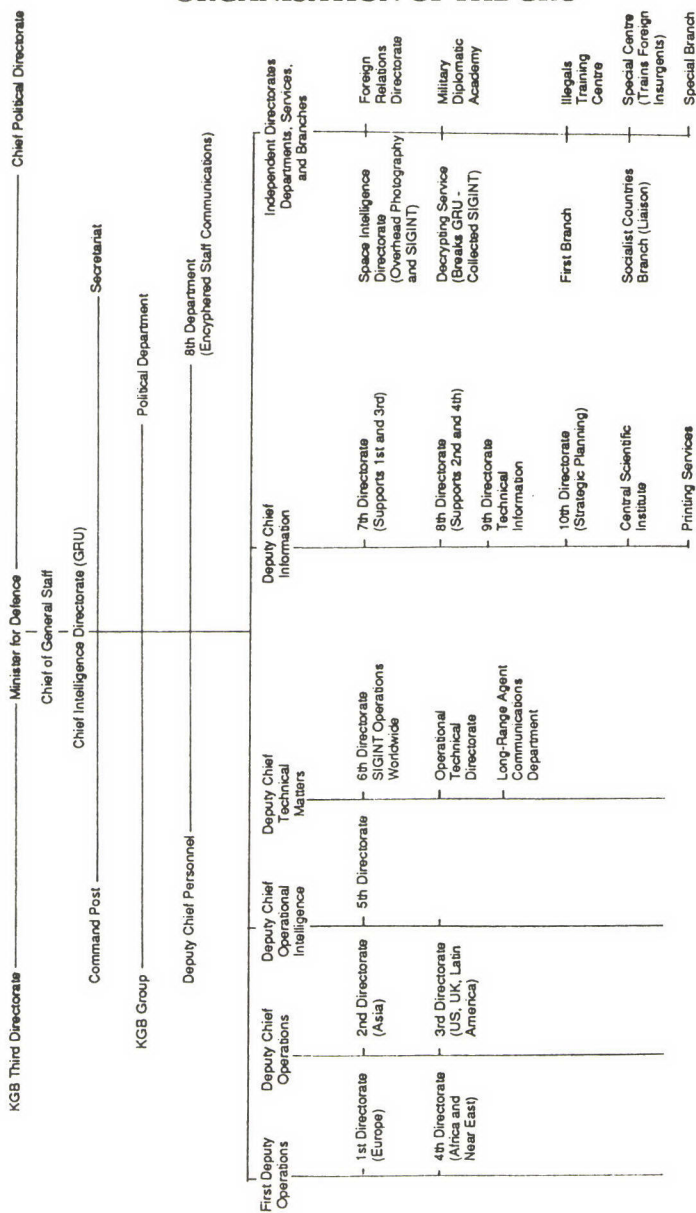 ORGANISATION OF THE GRU
KGB Third Directorate
Minister for Defence
Chief Political Directorate
Chief of General Staff
Chief Intelligence Directorate (GRU)
Command Post
Secretariat
KGB Group
Political Department
Deputy Chief Personnel
8th Department
(Encyphered Staff Communications)
First Deputy
Operations
1st Directorate
(Europe)
4th Directorate
(Africa and
Near East)
Deputy Chief
Operations
2nd Directorate
(Asia)
3rd Directorate
(US, UK, Latin
America)
Deputy Chief
Operational
Intelligence
5th Directorate
Deputy Chief
Technical
Matters
6th Directorate
SIGINT Operations
Worldwide
Operational
Technical
Directorate
Long-Range Agent
Communications
Department
Deputy Chief
Information
7th Directorate
(Supports 1st and 3rd)
8th Directorate
(Supports 2nd and 4th)
9th Directorate
Technical
Information
10th Directorate
(Strategic Planning)
Central Scientific
Institute
Printing Services
Independent Directorates
Departments, Services,
and Branches
Space Intelligence
Directorate
(Overhead Photography
and SIGINT)
Decrypting Service
(Breaks GRU -
Collected SIGINT)
First Branch
Socialist Countries
Branch (Liaison)
Foreign
Relations
Directorate
Military
Diplomatic
Academy
Illegals
Training
Centre
Special Centre
(Trains Foreign
Insurgents)
Special Branch